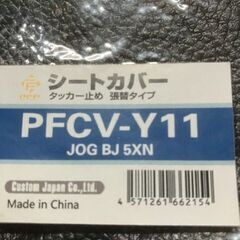 シートカバー
タッカー止め 張替タイプ
PFCV-Y11
JOG BJ 5XN
Custom Japan Co.,Ltd.
Made in China
4 571261 662154